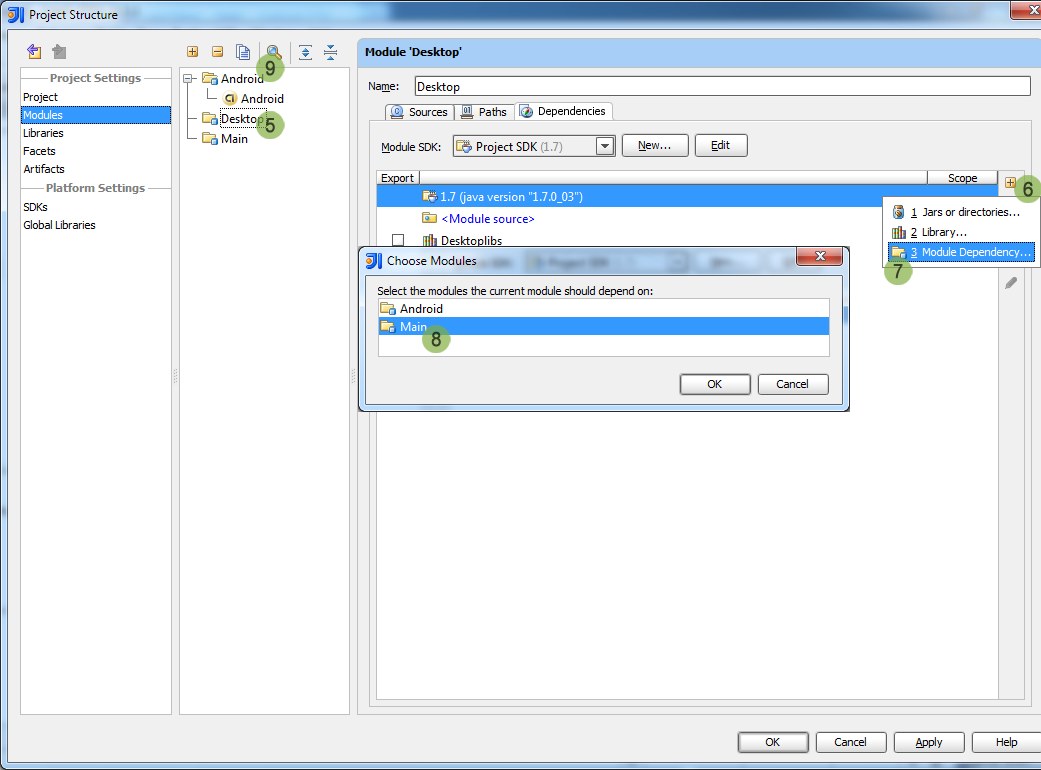 Project Structure
Project Settings
Project
Modules
Libraries
Facets
Artifacts
Platform Settings
SDKs
Global Libraries
9
Android
Android
Desktop
5
Main
Module 'Desktop'
Name: Desktop
Sources Paths Dependencies
Module SDK: Project SDK (1.7) New... Edit
Export Scope
6
1.7 (java version "1.7.0_03")
<Module source>
Desktoplibs
1 Jars or directories...
2 Library...
3 Module Dependency...
7
Choose Modules
Select the modules the current module should depend on:
Android
Main
8
OK Cancel
OK Cancel Apply Help